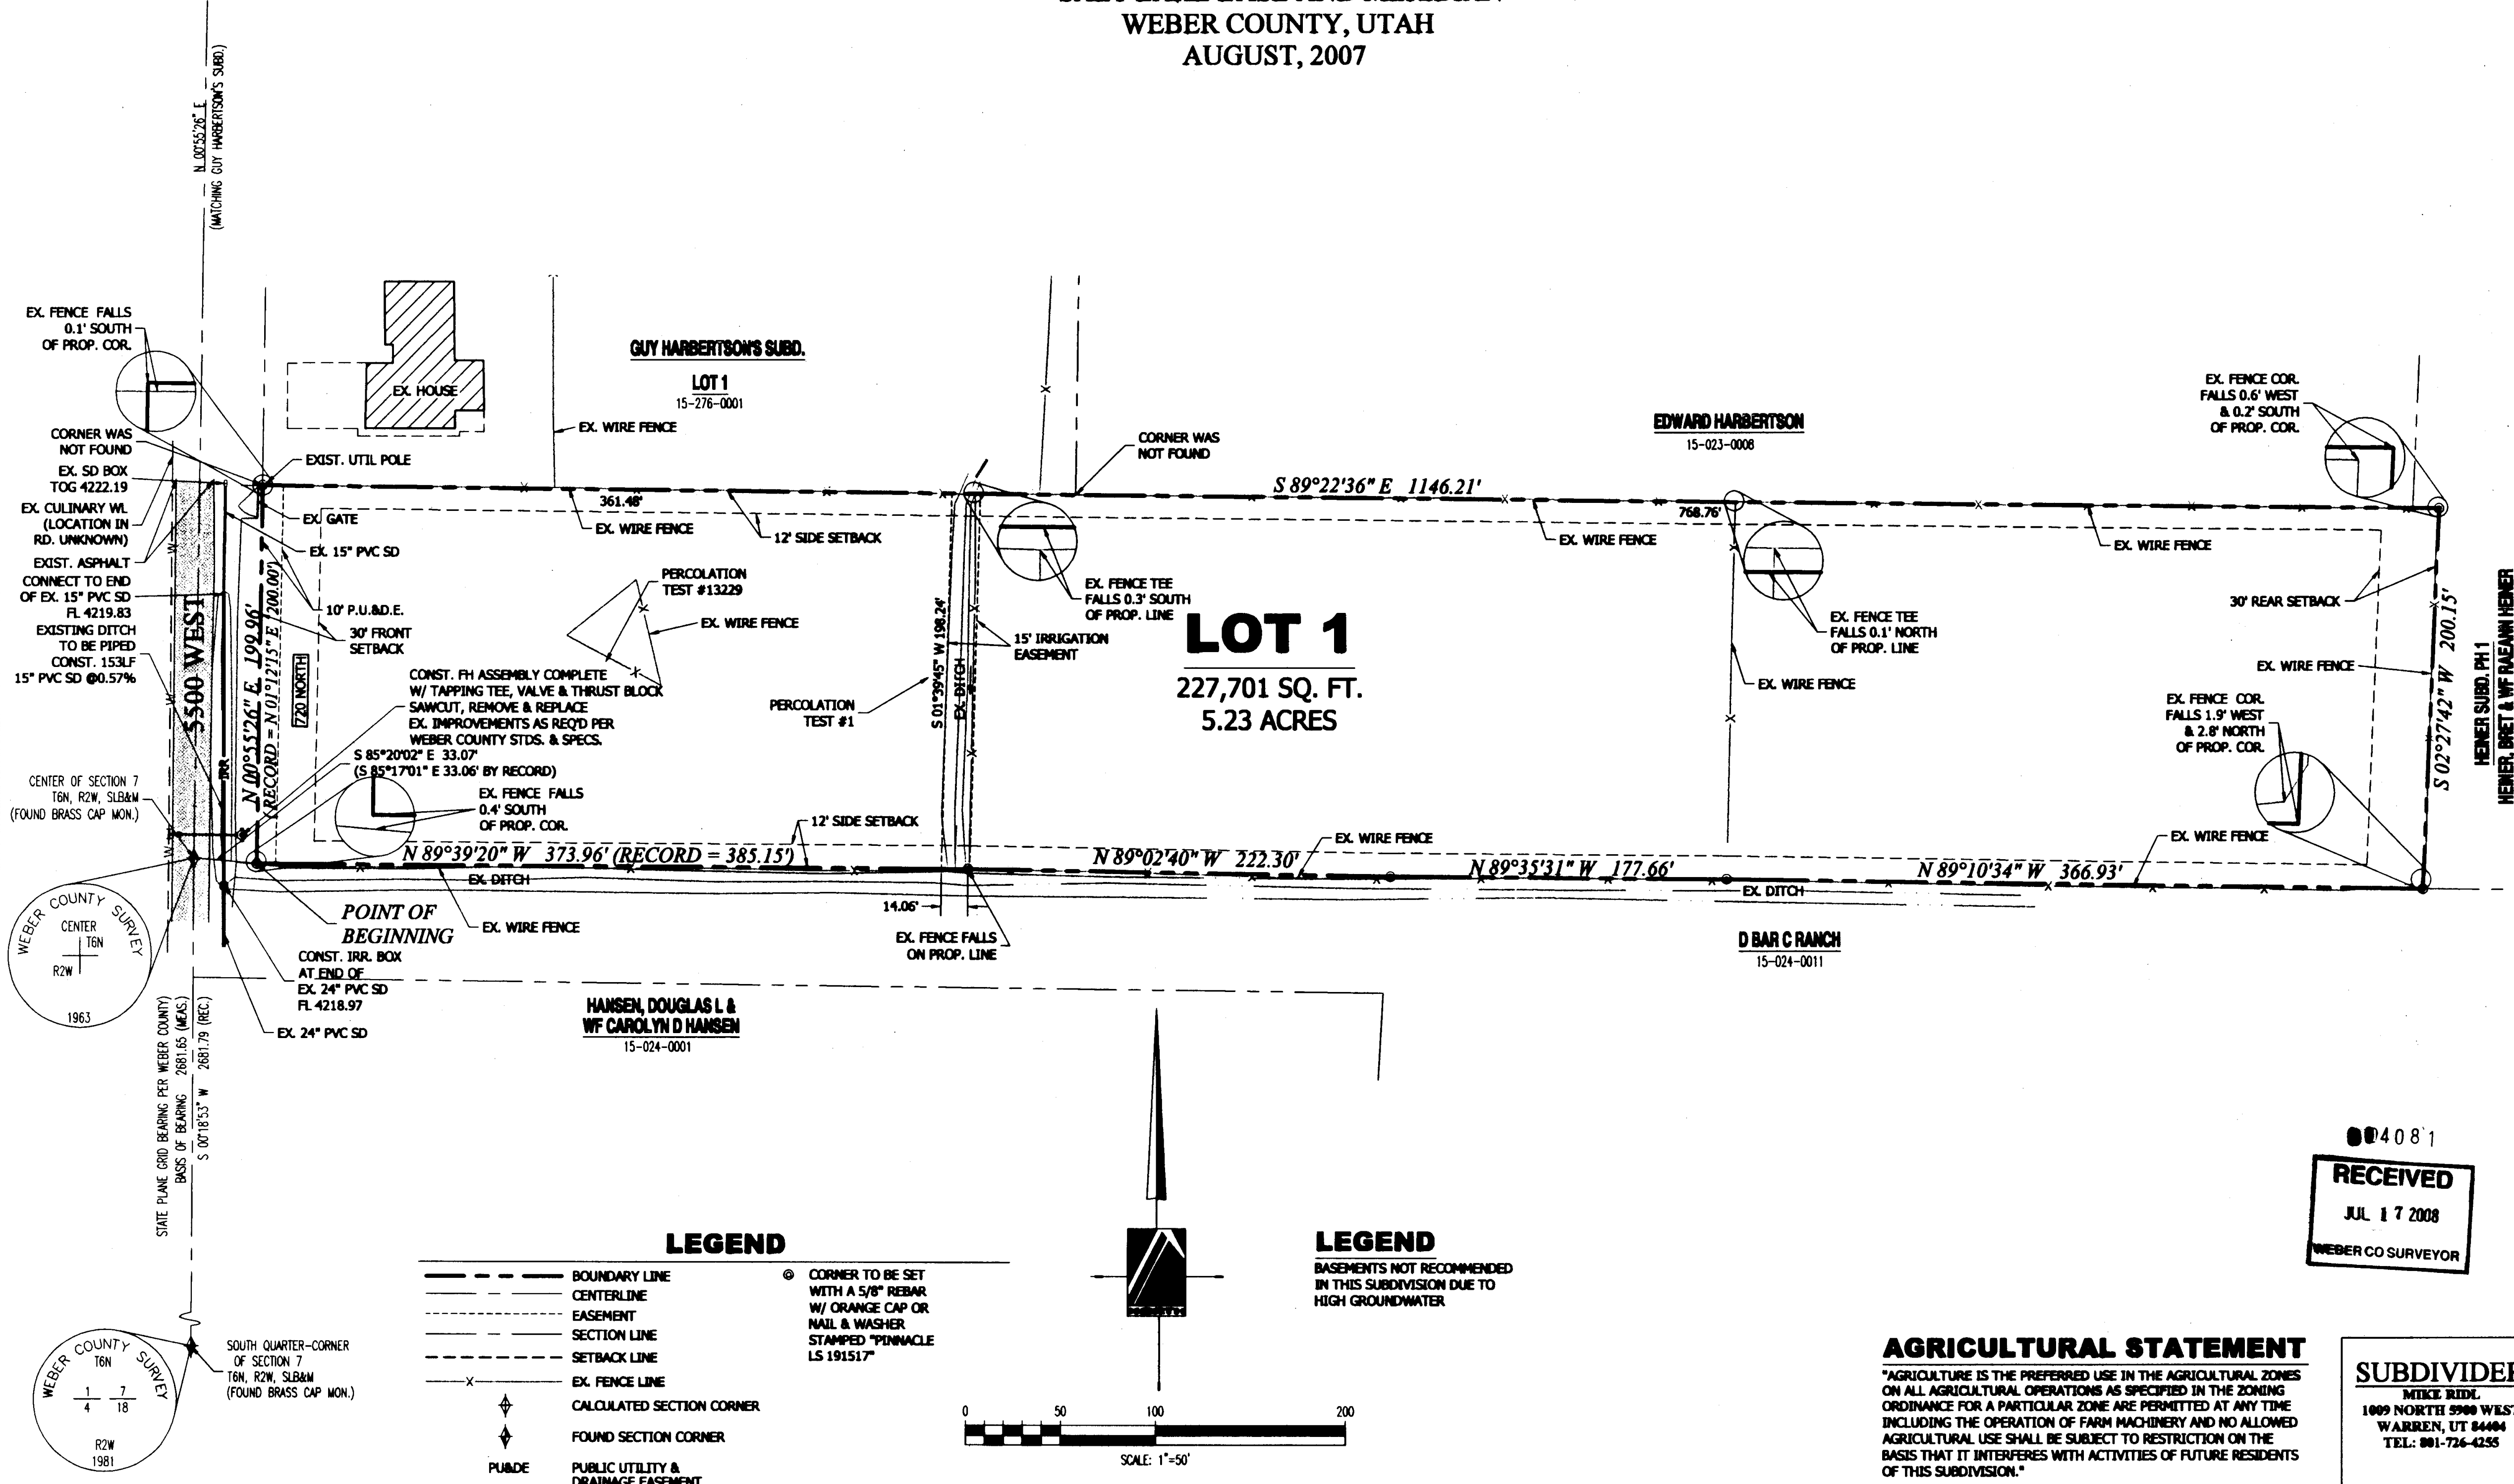 WEBER COUNTY, UTAH
AUGUST, 2007
N 00°55'26" E
(MATCHING GUY HARBERTSON'S SUBD.)
EX. FENCE FALLS
0.1' SOUTH
OF PROP. COR.
CORNER WAS
NOT FOUND
EX. SD BOX
TOG 4222.19
EX. CULINARY WL
(LOCATION IN
RD. UNKNOWN)
EXIST. ASPHALT
CONNECT TO END
OF EX. 15" PVC SD
FL 4219.83
EXISTING DITCH
TO BE PIPED
CONST. 153LF
15" PVC SD @0.57%
EX. HOUSE
EXIST. UTIL POLE
EX. GATE
EX. 15" PVC SD
10' P.U.&D.E.
30' FRONT
SETBACK
720 NORTH
5500 WEST
IRR
W
W
W
N 00°55'26" E 199.96'
(RECORD = N 01°12'15" E 200.00')
GUY HARBERTSON'S SUBD.
LOT 1
15-276-0001
EX. WIRE FENCE
361.48'
EX. WIRE FENCE
12' SIDE SETBACK
PERCOLATION
TEST #13229
EX. WIRE FENCE
CONST. FH ASSEMBLY COMPLETE
W/ TAPPING TEE, VALVE & THRUST BLOCK
SAWCUT, REMOVE & REPLACE
EX. IMPROVEMENTS AS REQ'D PER
WEBER COUNTY STDS. & SPECS.
S 85°20'02" E 33.07'
(S 85°17'01" E 33.06' BY RECORD)
EX. FENCE FALLS
0.4' SOUTH
OF PROP. COR.
PERCOLATION
TEST #1
S 01°39'45" W 198.24'
EX. DITCH
15' IRRIGATION
EASEMENT
EX. FENCE TEE
FALLS 0.3' SOUTH
OF PROP. LINE
CORNER WAS
NOT FOUND
EDWARD HARBERTSON
15-023-0008
S 89°22'36" E 1146.21'
768.76'
EX. WIRE FENCE
EX. WIRE FENCE
LOT 1
227,701 SQ. FT.
5.23 ACRES
EX. FENCE TEE
FALLS 0.1' NORTH
OF PROP. LINE
EX. WIRE FENCE
EX. FENCE COR.
FALLS 0.6' WEST
& 0.2' SOUTH
OF PROP. COR.
30' REAR SETBACK
EX. WIRE FENCE
EX. FENCE COR.
FALLS 1.9' WEST
& 2.8' NORTH
OF PROP. COR.
S 02°27'42" W 200.15'
HEINER SUBD. PH 1
HEINER, BRET & WF RAEANN HEINER
CENTER OF SECTION 7
T6N, R2W, SLB&M
(FOUND BRASS CAP MON.)
12' SIDE SETBACK
N 89°39'20" W 373.96' (RECORD = 385.15')
EX. DITCH
N 89°02'40" W 222.30'
EX. WIRE FENCE
N 89°35'31" W 177.66'
N 89°10'34" W 366.93'
EX. WIRE FENCE
EX. DITCH
14.06'
POINT OF
BEGINNING
EX. WIRE FENCE
CONST. IRR. BOX
AT END OF
EX. 24" PVC SD
FL 4218.97
EX. 24" PVC SD
EX. FENCE FALLS
ON PROP. LINE
D BAR C RANCH
15-024-0011
WEBER COUNTY SURVEY
CENTER
T6N
R2W
1963
STATE PLANE GRID BEARING PER WEBER COUNTY)
BASIS OF BEARING 2681.65 (MEAS.)
S 00°18'53" W 2681.79 (REC.)
HANSEN, DOUGLAS L &
WF CAROLYN D HANSEN
15-024-0001
WEBER COUNTY SURVEY
T6N
1 7
4 18
R2W
1981
SOUTH QUARTER-CORNER
OF SECTION 7
T6N, R2W, SLB&M
(FOUND BRASS CAP MON.)
LEGEND
BOUNDARY LINE
CENTERLINE
EASEMENT
SECTION LINE
SETBACK LINE
EX. FENCE LINE
CALCULATED SECTION CORNER
FOUND SECTION CORNER
PU&DE PUBLIC UTILITY &
DRAINAGE EASEMENT
CORNER TO BE SET
WITH A 5/8" REBAR
W/ ORANGE CAP OR
NAIL & WASHER
STAMPED "PINNACLE
LS 191517"
0 50 100 200
SCALE: 1"=50'
LEGEND
BASEMENTS NOT RECOMMENDED
IN THIS SUBDIVISION DUE TO
HIGH GROUNDWATER
4081
RECEIVED
JUL 17 2008
WEBER CO SURVEYOR
AGRICULTURAL STATEMENT
"AGRICULTURE IS THE PREFERRED USE IN THE AGRICULTURAL ZONES
ON ALL AGRICULTURAL OPERATIONS AS SPECIFIED IN THE ZONING
ORDINANCE FOR A PARTICULAR ZONE ARE PERMITTED AT ANY TIME
INCLUDING THE OPERATION OF FARM MACHINERY AND NO ALLOWED
AGRICULTURAL USE SHALL BE SUBJECT TO RESTRICTION ON THE
BASIS THAT IT INTERFERES WITH ACTIVITIES OF FUTURE RESIDENTS
OF THIS SUBDIVISION."
SUBDIVIDER
MIKE RIDL
1009 NORTH 5900 WEST
WARREN, UT 84404
TEL: 801-726-4255